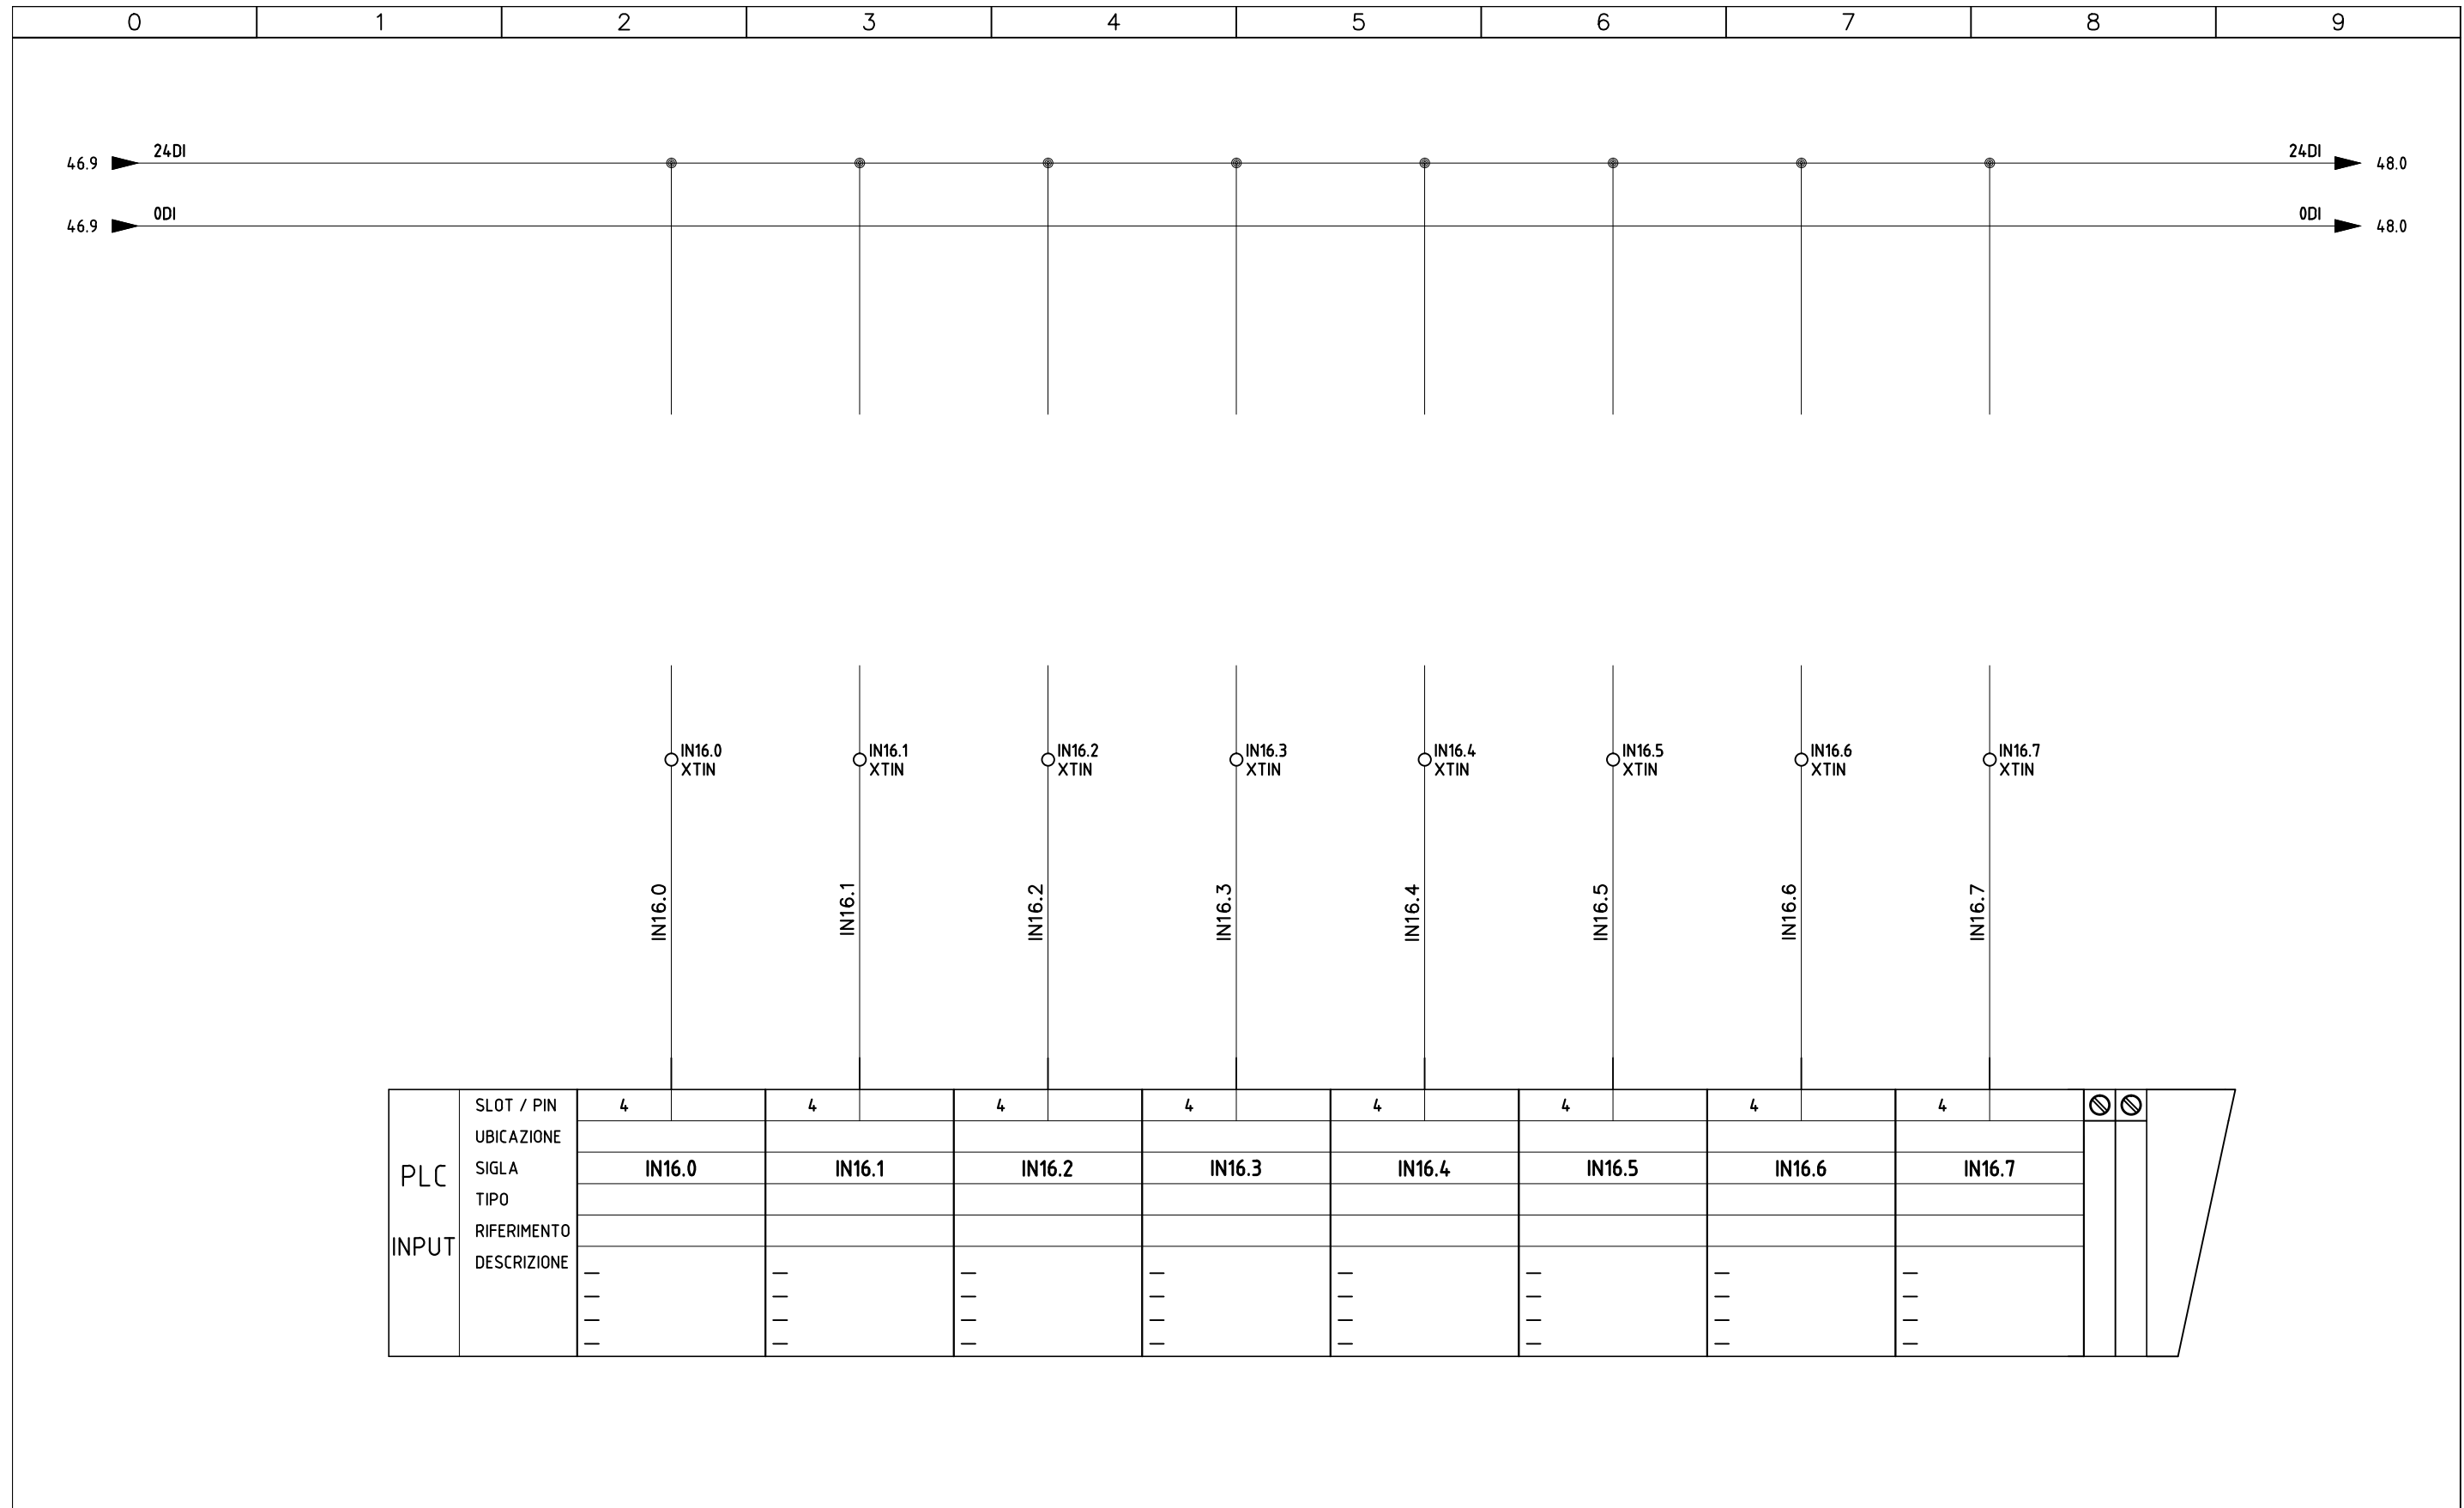 0 1 2 3 4 5 6 7 8 9
24DI 24DI
46.9 48.0
0DI 0DI
46.9 48.0
IN16.0 IN16.1 IN16.2 IN16.3 IN16.4 IN16.5 IN16.6 IN16.7
XTIN XTIN XTIN XTIN XTIN XTIN XTIN XTIN
IN16.0 IN16.1 IN16.2 IN16.3 IN16.4 IN16.5 IN16.6 IN16.7
PLC
INPUT
SLOT / PIN 4 4 4 4 4 4 4 4
UBICAZIONE
SIGLA IN16.0 IN16.1 IN16.2 IN16.3 IN16.4 IN16.5 IN16.6 IN16.7
TIPO
RIFERIMENTO
DESCRIZIONE
— — — — — — — —
— — — — — — — —
— — — — — — — —
— — — — — — — —